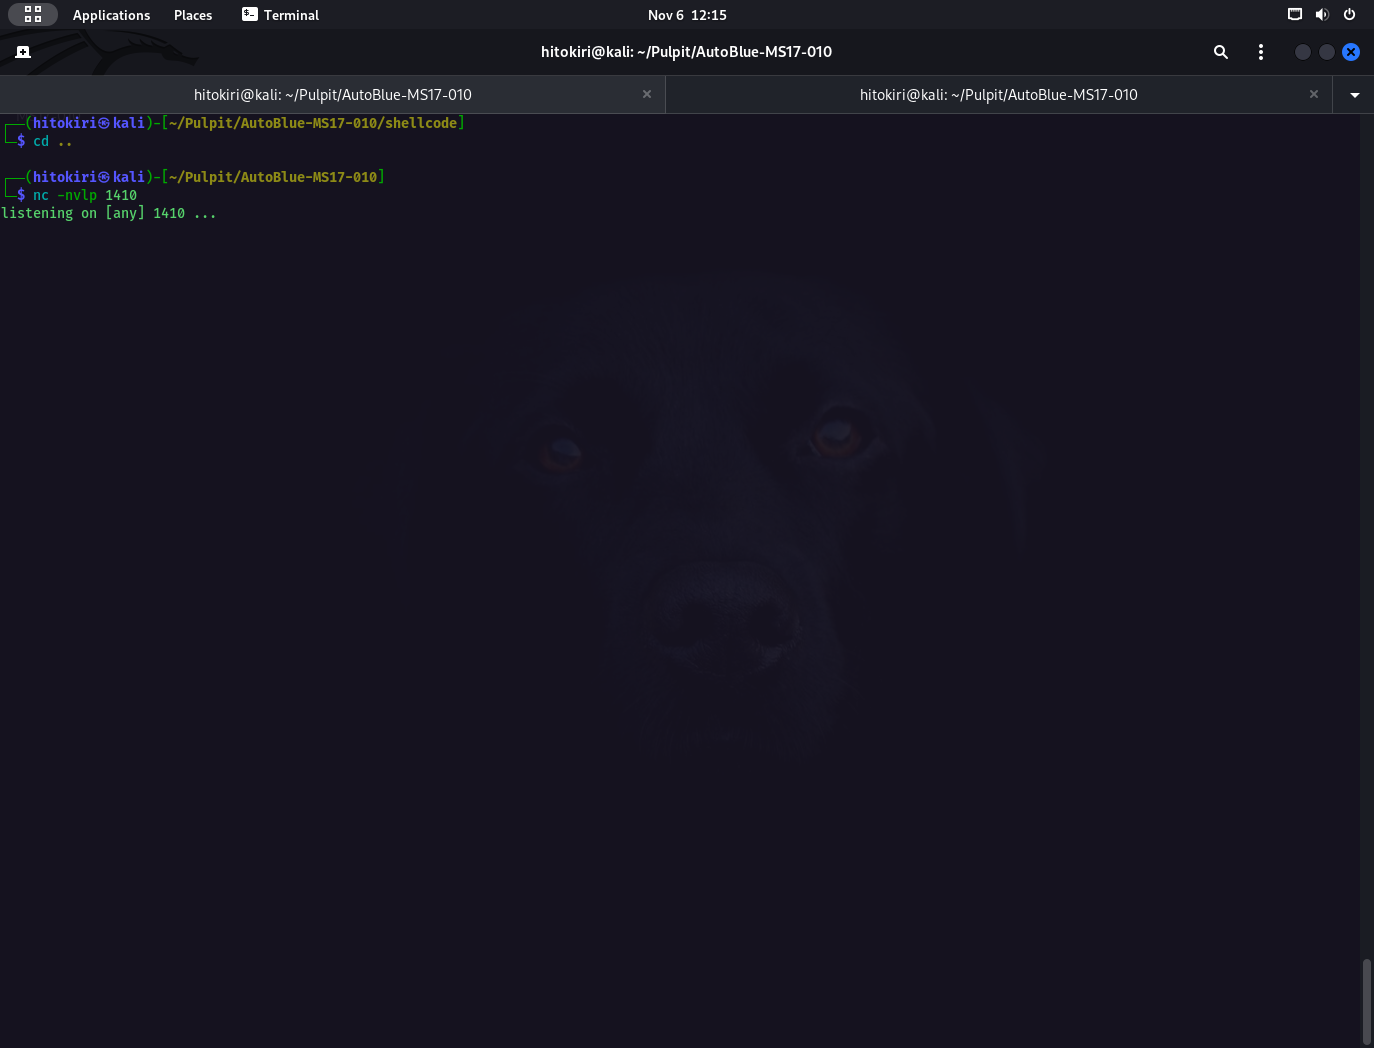 Applications Places Terminal Nov 6 12:15
hitokiri@kali: ~/Pulpit/AutoBlue-MS17-010
hitokiri@kali: ~/Pulpit/AutoBlue-MS17-010 × hitokiri@kali: ~/Pulpit/AutoBlue-MS17-010 ×
┌──(hitokiri㉿kali)-[~/Pulpit/AutoBlue-MS17-010/shellcode]
└─$ cd ..
┌──(hitokiri㉿kali)-[~/Pulpit/AutoBlue-MS17-010]
└─$ nc -nvlp 1410
listening on [any] 1410 ...